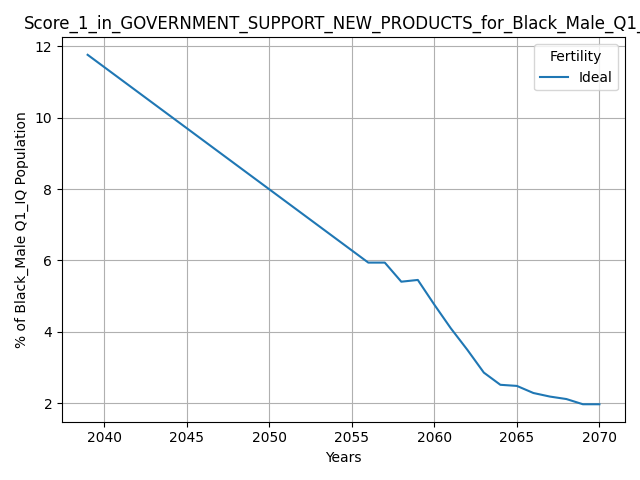 Score_1_in_GOVERNMENT_SUPPORT_NEW_PRODUCTS_for_Black_Male_Q1_
Fertility
Ideal
% of Black_Male Q1_IQ Population
12
10
8
6
4
2
2040 2045 2050 2055 2060 2065 2070
Years